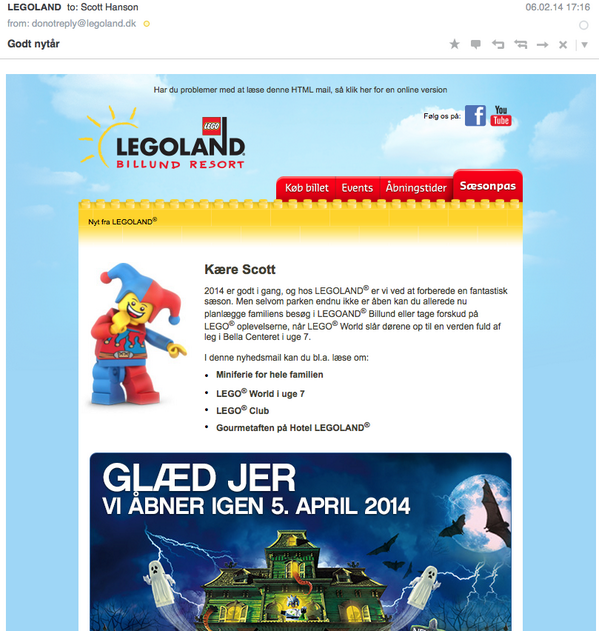 LEGOLAND to: Scott Hanson 06.02.14 17:16
from: donotreply@legoland.dk
Godt nytår
Har du problemer med at læse denne HTML mail, så klik her for en online version
Følg os på: f You Tube
LEGO
LEGOLAND
BILLUND RESORT
Køb billet Events Åbningstider Sæsonpas
Nyt fra LEGOLAND®
Kære Scott
2014 er godt i gang, og hos LEGOLAND® er vi ved at forberede en fantastisk
sæson. Men selvom parken endnu ikke er åben kan du allerede nu
planlægge familiens besøg i LEGOAND® Billund eller tage forskud på
LEGO® oplevelserne, når LEGO® World slår dørene op til en verden fuld af
leg i Bella Centeret i uge 7.
I denne nyhedsmail kan du bl.a. læse om:
• Miniferie for hele familien
• LEGO® World i uge 7
• LEGO® Club
• Gourmetaften på Hotel LEGOLAND®
GLÆD JER
VI ÅBNER IGEN 5. APRIL 2014